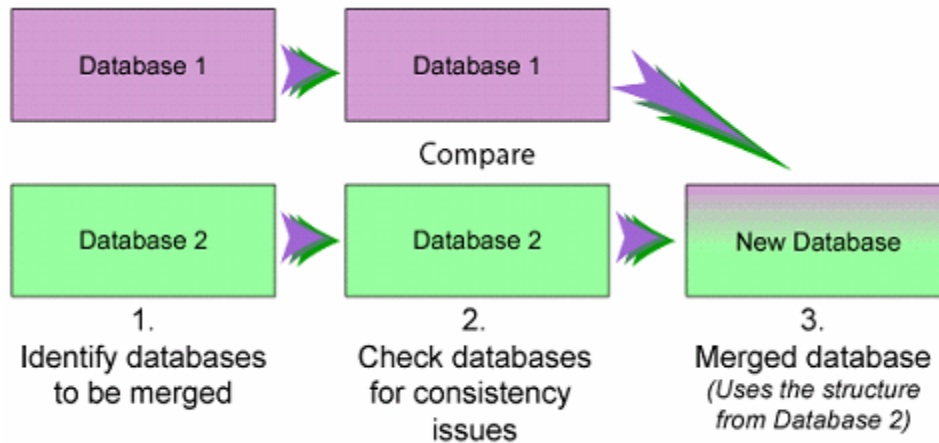 Database 1
Database 1
Compare
Database 2
Database 2
New Database
1.
Identify databases
to be merged
2.
Check databases
for consistency
issues
3.
Merged database
(Uses the structure
from Database 2)